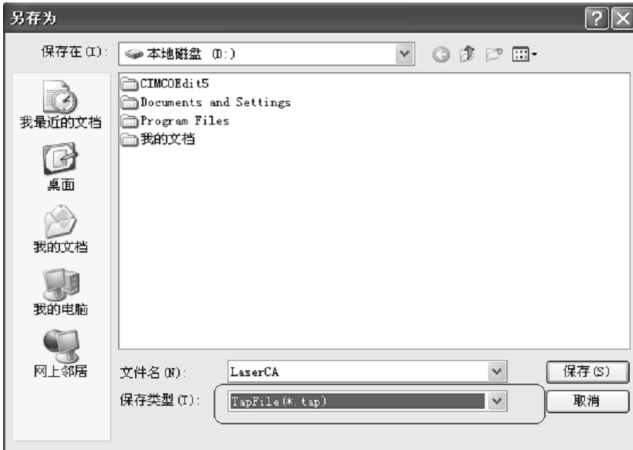 另存为
保存在(I):
本地磁盘 (D:)
CIMCOEdit5
Documents and Settings
Program Files
我的文档
我最近的文档
桌面
我的文档
我的电脑
网上邻居
文件名(N):
LaserCA
保存(S)
保存类型(T):
TapFile(*.tap)
取消